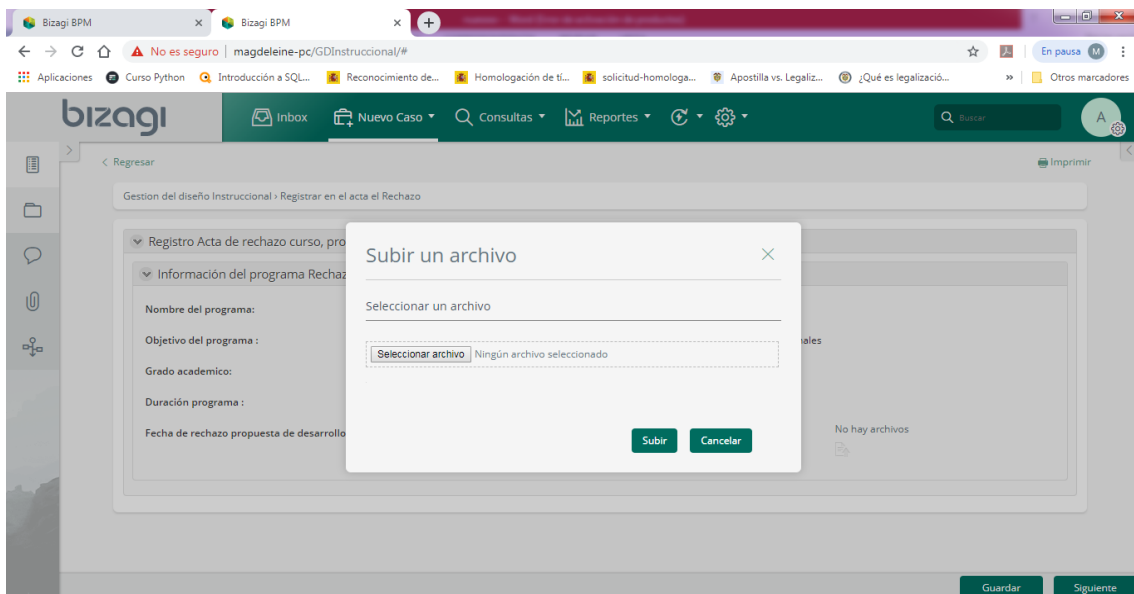 Bizagi BPM
Bizagi BPM
No es seguro | magdeleine-pc/GDInstruccional/#
En pausa M
Aplicaciones Curso Python Introducción a SQL... Reconocimiento de... Homologación de tí... solicitud-homologa... Apostilla vs. Legaliz... ¿Qué es legalizació... » Otros marcadores
bizagi Inbox Nuevo Caso Consultas Reportes Buscar A
< Regresar Imprimir
Gestion del diseño Instruccional › Registrar en el acta el Rechazo
Registro Acta de rechazo curso, pro
Información del programa Rechaz
Nombre del programa:
Objetivo del programa :
Grado academico:
Duración programa :
Fecha de rechazo propuesta de desarrollo
Subir un archivo
Seleccionar un archivo
Seleccionar archivo Ningún archivo seleccionado
Subir Cancelar
nales
No hay archivos
Guardar Siguiente